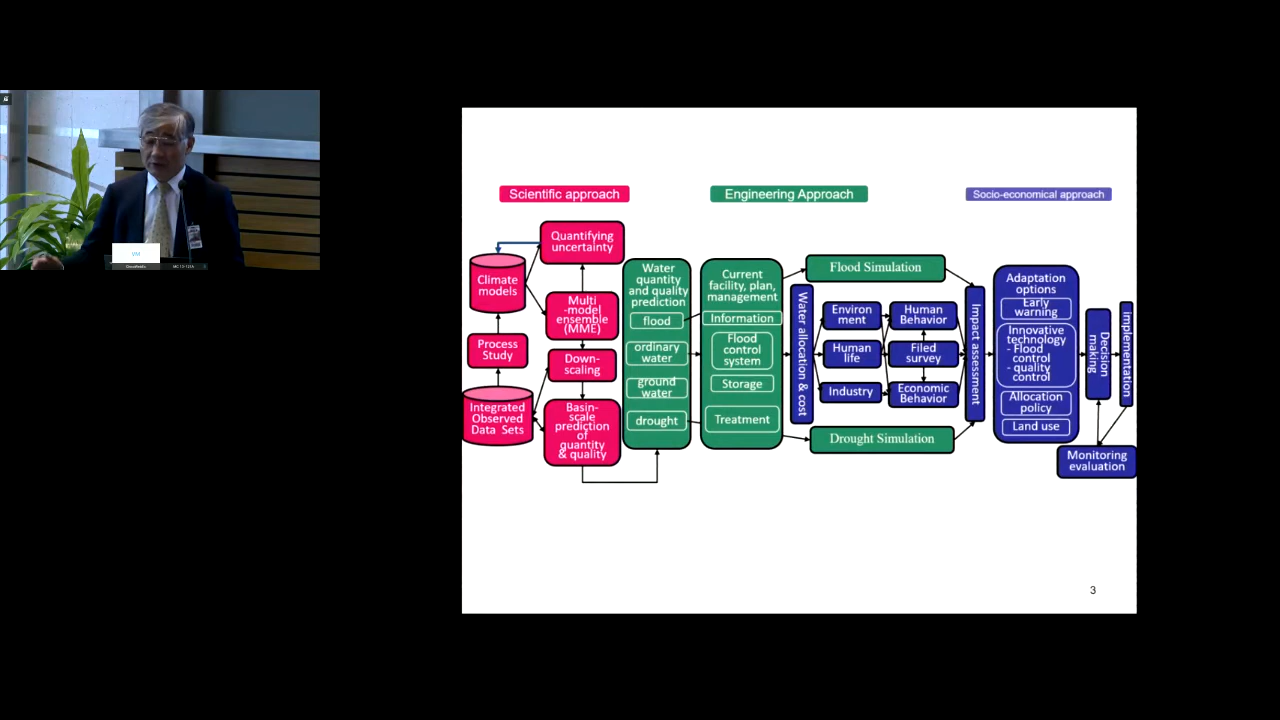 Scientific approach
Engineering Approach
Socio-economical approach
Quantifying
uncertainty
Climate
models
Multi
-model
ensemble
(MME)
Process
Study
Down-
scaling
Integrated
Observed
Data Sets
Basin-
scale
prediction
of
quantity
& quality
Water
quantity
and quality
prediction
flood
ordinary
water
ground
water
drought
Current
facility, plan,
management
Information
Flood
control
system
Storage
Treatment
Flood Simulation
Water allocation & cost
Environ
ment
Human
life
Industry
Human
Behavior
Filed
survey
Economic
Behavior
Drought Simulation
Impact assessment
Adaptation
options
Early
warning
Innovative
technology
- Flood
control
- quality
control
Allocation
policy
Land use
Decision
making
implementation
Monitoring
evaluation
3
VM